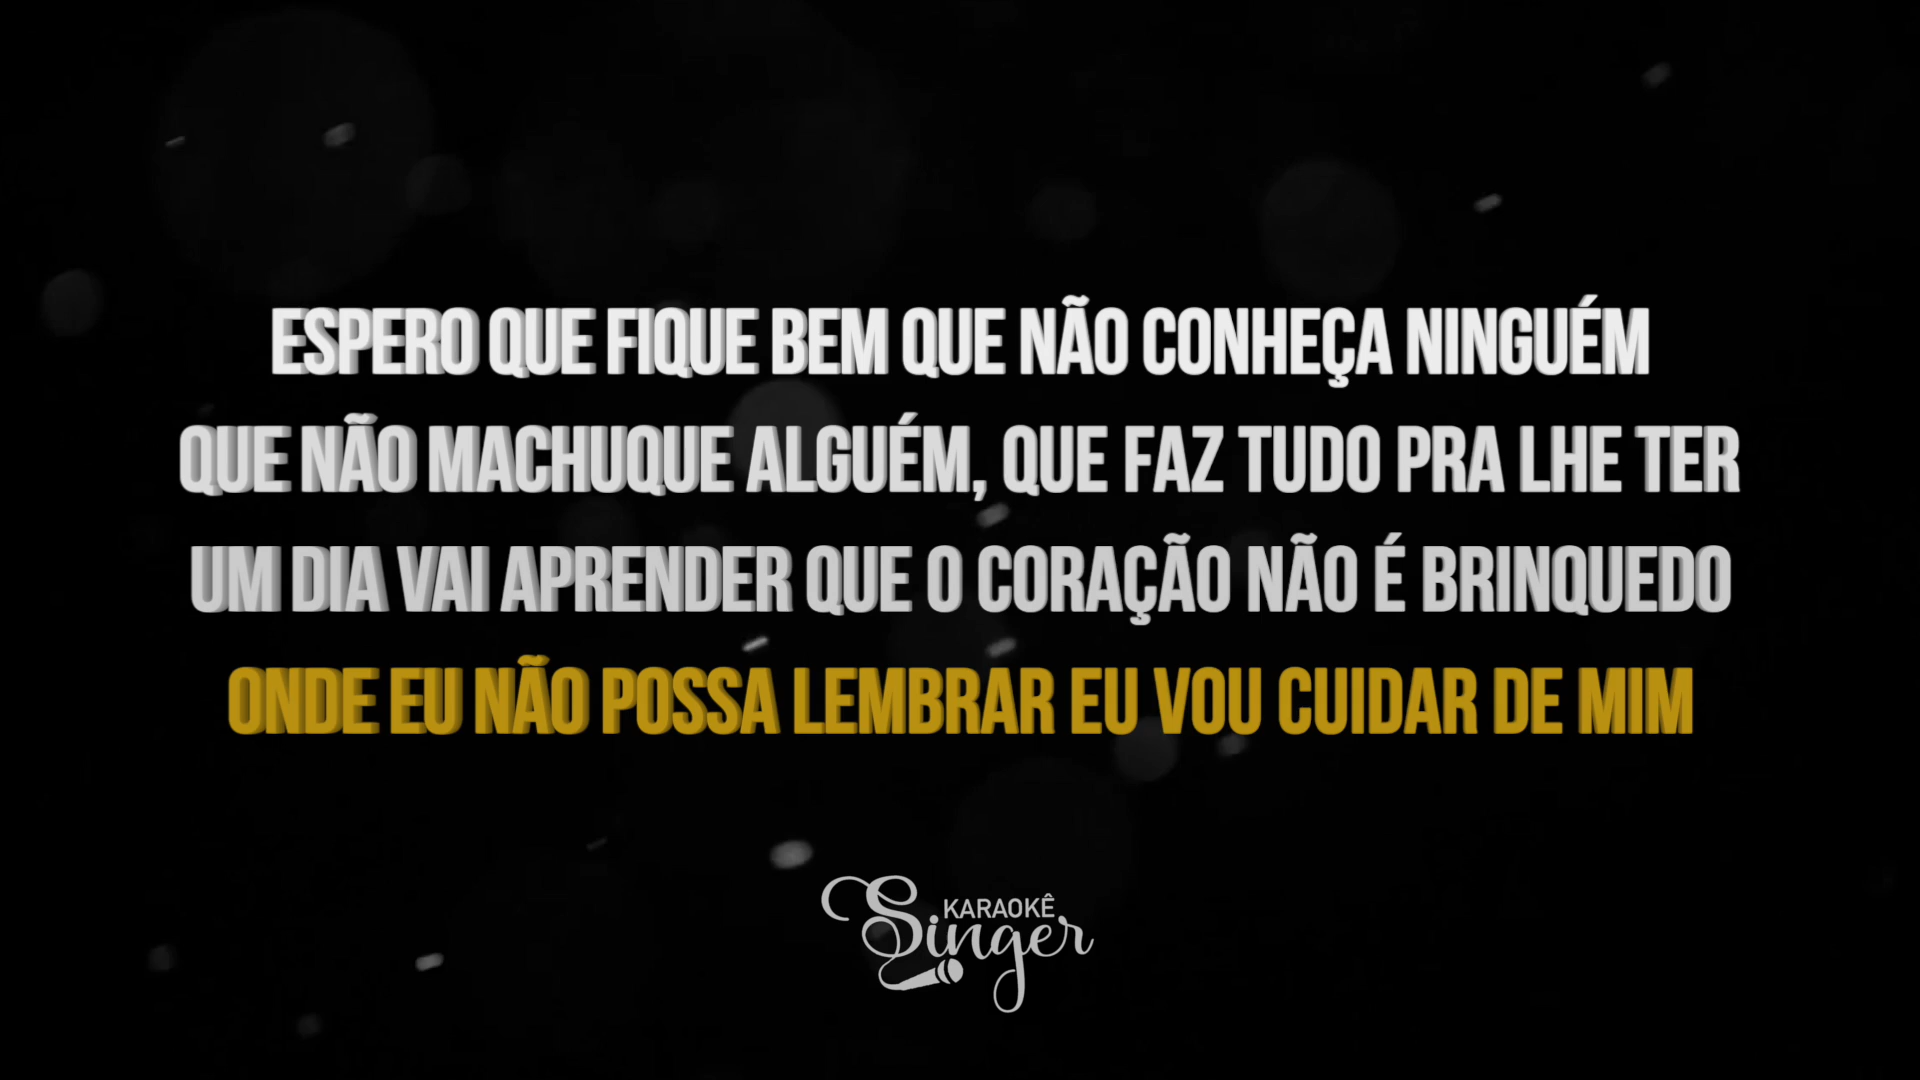 ESPERO QUE FIQUE BEM QUE NÃO CONHEÇA NINGUÉM
QUE NÃO MACHUQUE ALGUÉM, QUE FAZ TUDO PRA LHE TER
UM DIA VAI APRENDER QUE O CORAÇÃO NÃO É BRINQUEDO
ONDE EU NÃO POSSA LEMBRAR EU VOU CUIDAR DE MIM
KARAOKÊ
Singer